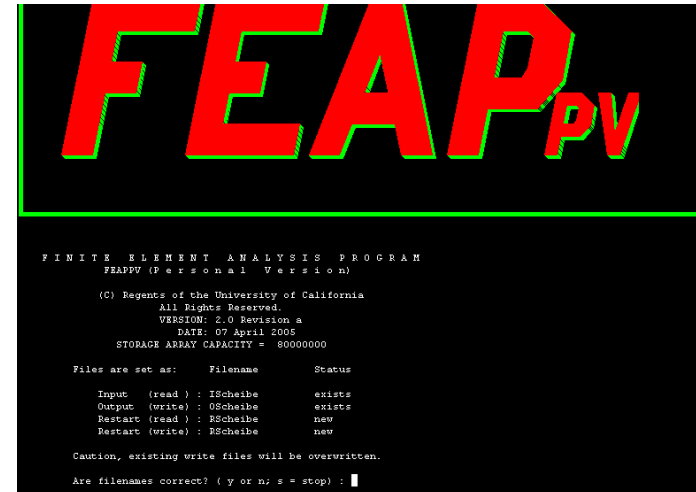 FEAPpv
F I N I T E   E L E M E N T   A N A L Y S I S   P R O G R A M
FEAPPV (P e r s o n a l   V e r s i o n)
(C) Regents of the University of California
All Rights Reserved.
VERSION: 2.0 Revision a
DATE: 07 April 2005
STORAGE ARRAY CAPACITY =  80000000
Files are set as:     Filename         Status
Input   (read ) : IScheibe         exists
Output  (write) : OScheibe         exists
Restart (read ) : RScheibe         new
Restart (write) : RScheibe         new
Caution, existing write files will be overwritten.
Are filenames correct? ( y or n; s = stop) :